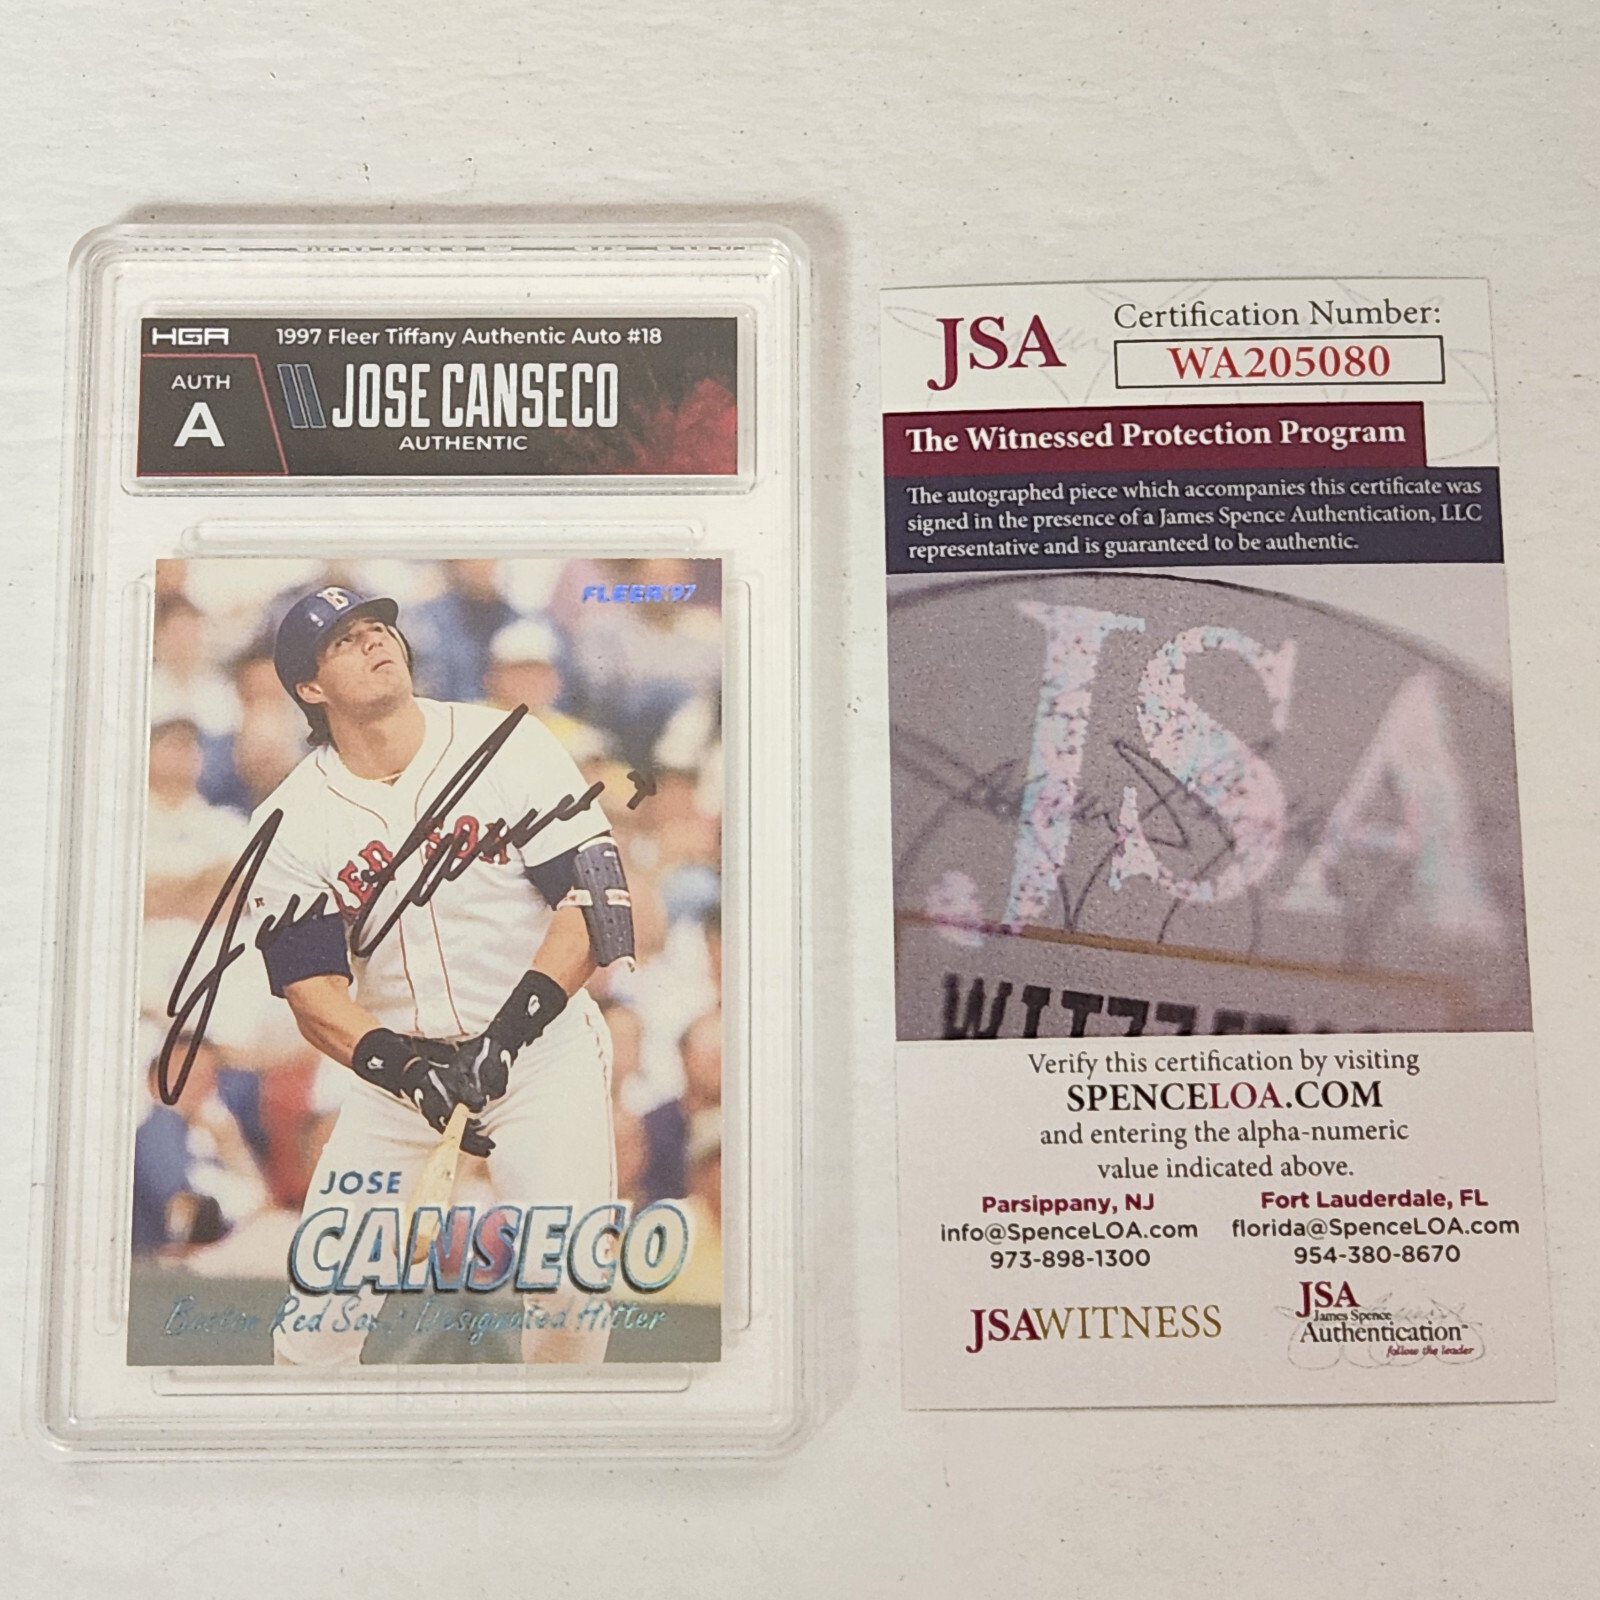 HGA
1997 Fleer Tiffany Authentic Auto #18
AUTH
A
JOSE CANSECO
AUTHENTIC
FLEER '97
B
RED SOX
Jose Canseco
JOSE
CANSECO
Boston Red Sox • Designated Hitter
JSA
Certification Number:
WA205080
The Witnessed Protection Program
The autographed piece which accompanies this certificate was
signed in the presence of a James Spence Authentication, LLC
representative and is guaranteed to be authentic.
JSA
Verify this certification by visiting
SPENCELOA.COM
and entering the alpha-numeric
value indicated above.
Parsippany, NJ
info@SpenceLOA.com
973-898-1300
Fort Lauderdale, FL
florida@SpenceLOA.com
954-380-8670
JSAWITNESS
JSA
James Spence
Authentication
follow the leader